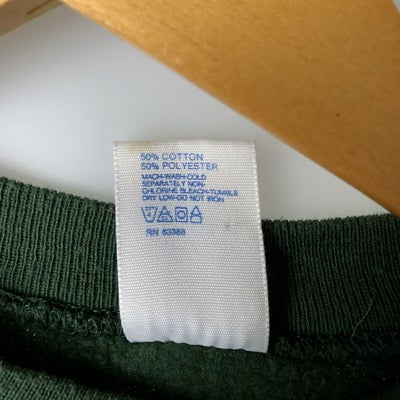 50% COTTON
50% POLYESTER
MACH-WASH-COLD
SEPARATELY NON-
CHLORINE BLEACH-TUMBLE
DRY LOW-DO NOT IRON
RN 63388